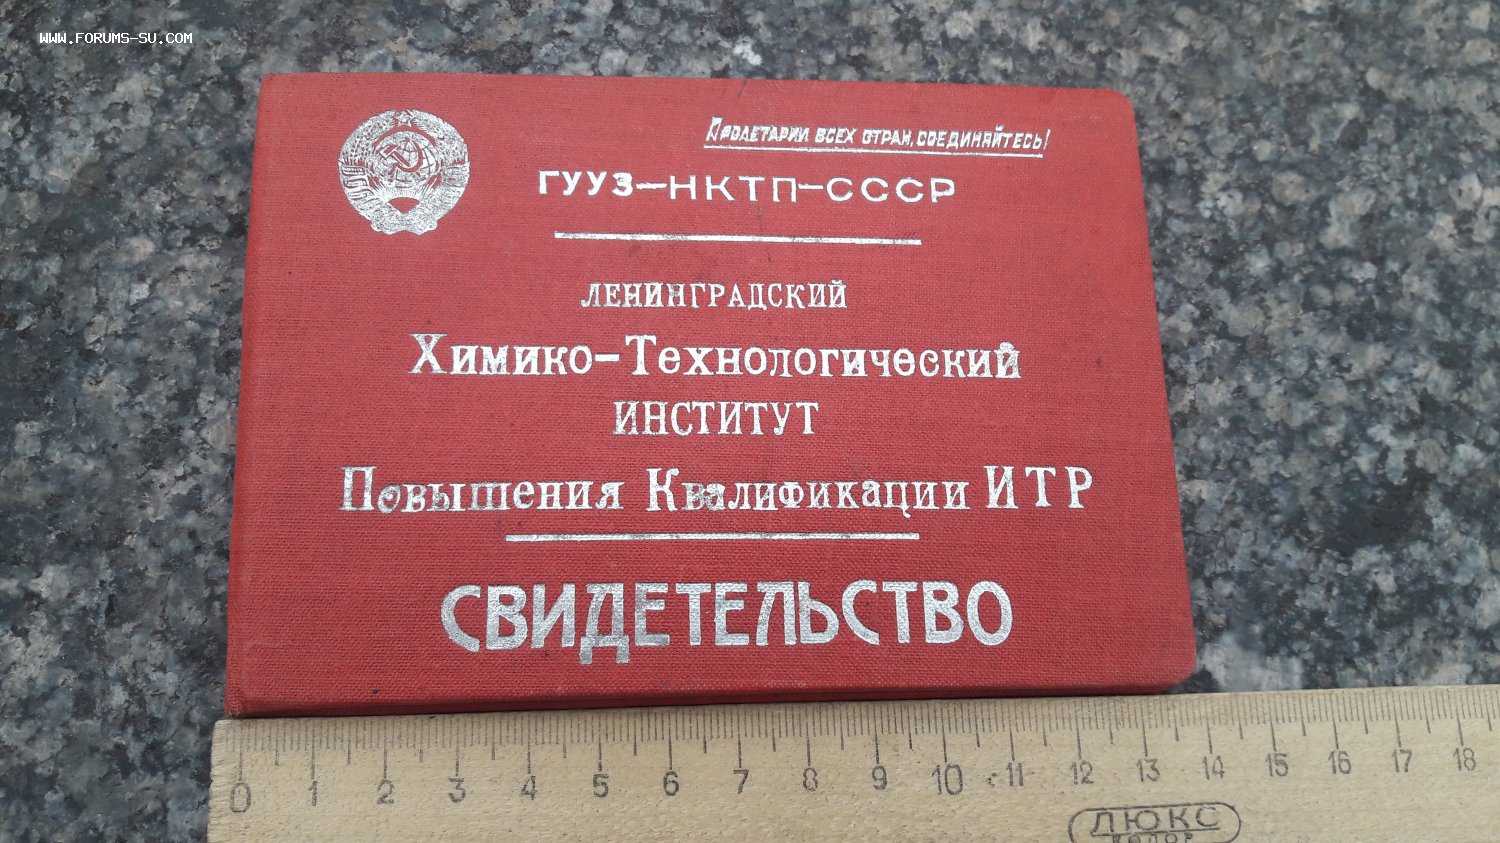 WWW.FORUMS-SU.COM
Пролетарии всех стран, соединяйтесь!
ГУУЗ—НКТП—СССР
ЛЕНИНГРАДСКИЙ
Химико-Технологический
ИНСТИТУТ
Повышения Квалификации ИТР
СВИДЕТЕЛЬСТВО
0 1 2 3 4 5 6 7 8 9 10 11 12 13 14 15 16 17 18
ЛЮКС
КОЛОР